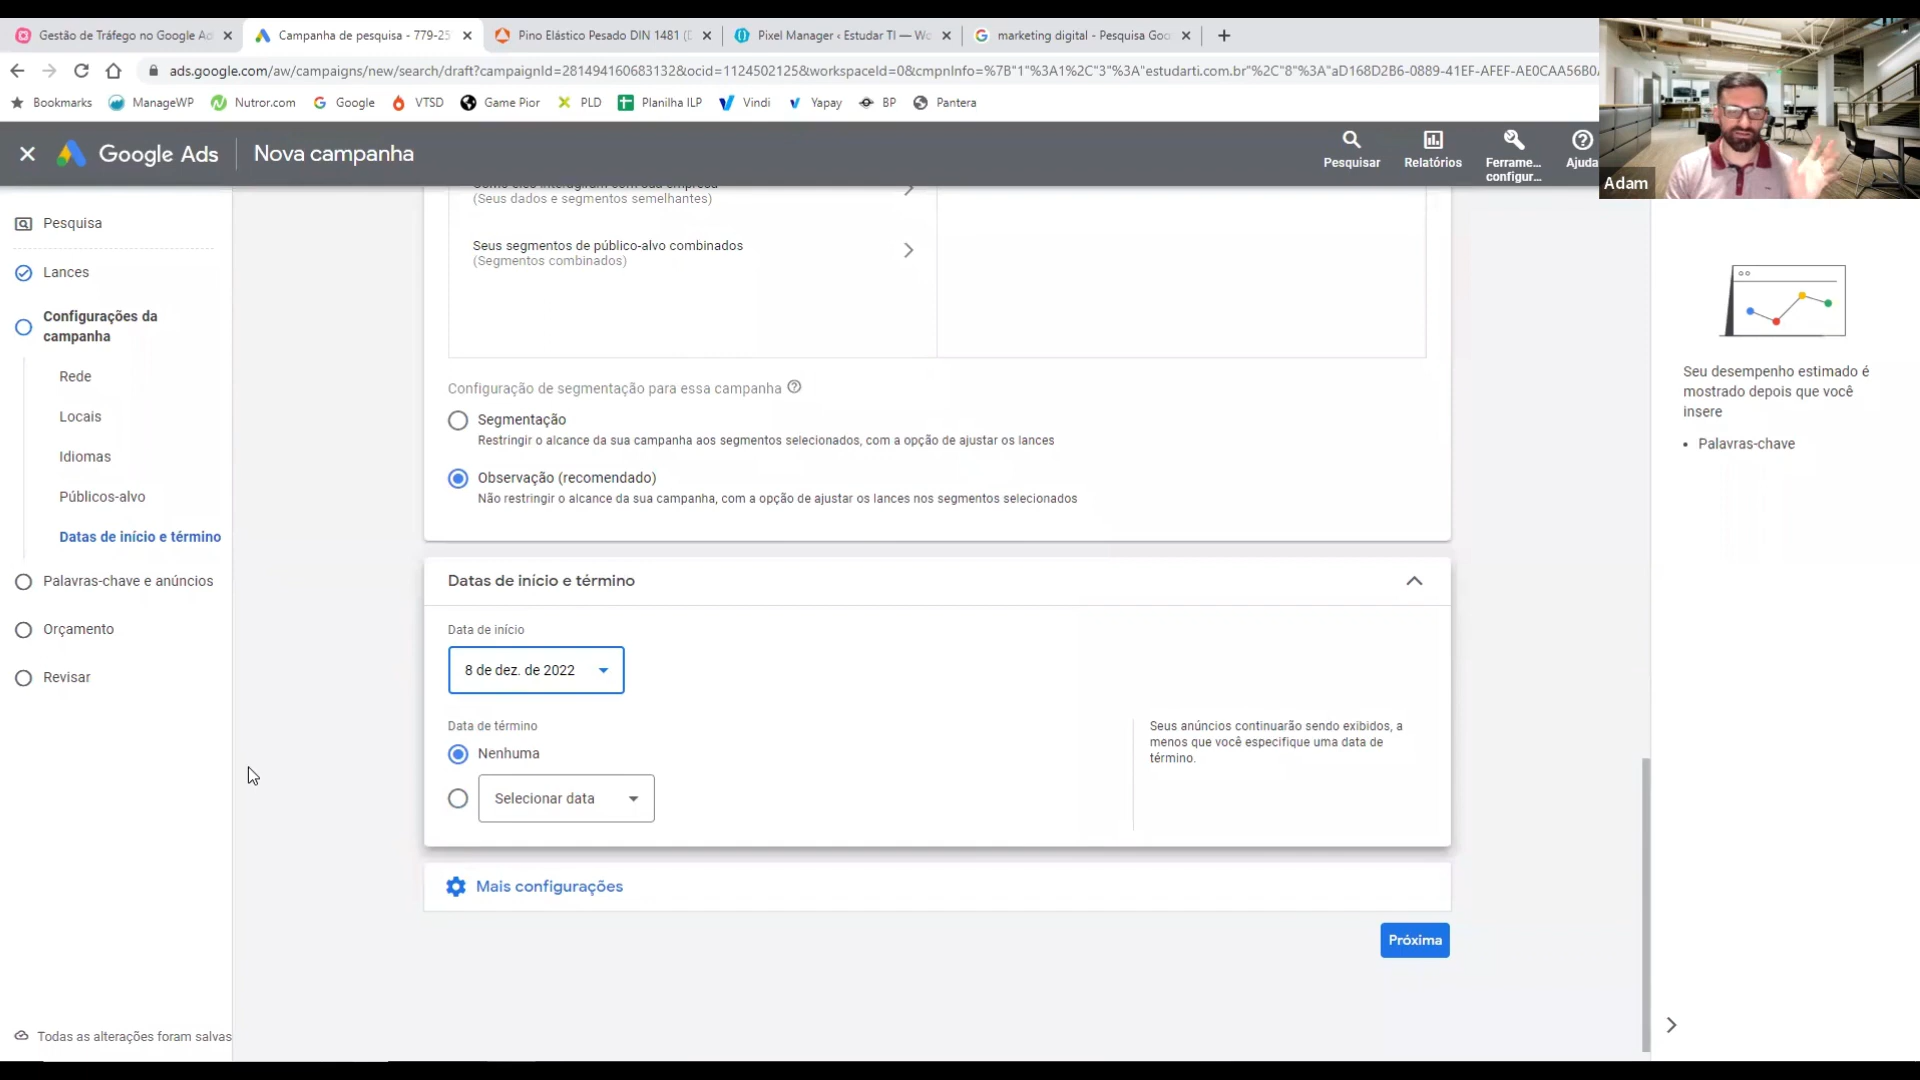 Gestão de Tráfego no Google Ad
Campanha de pesquisa - 779-25
Pino Elástico Pesado DIN 1481 (D
Pixel Manager ‹ Estudar TI — Wo
marketing digital - Pesquisa Goo
ads.google.com/aw/campaigns/new/search/draft?campaignId=281494160683132&ocid=1124502125&workspaceId=0&cmpnInfo=%7B"1"%3A1%2C"3"%3A"estudarti.com.br"%2C"8"%3A"aD168D2B6-0889-41EF-AFEF-AE0CAA56B0
Bookmarks
ManageWP
Nutror.com
Google
VTSD
Game Pior
PLD
Planilha ILP
Vindi
Yapay
BP
Pantera
Google Ads
Nova campanha
Pesquisar
Relatórios
Ferrame...
configur...
Ajuda
Adam
Pesquisa
Lances
Configurações da
campanha
Rede
Locais
Idiomas
Públicos-alvo
Datas de início e término
Palavras-chave e anúncios
Orçamento
Revisar
Todas as alterações foram salvas
Como eles interagiram com sua empresa
(Seus dados e segmentos semelhantes)
Seus segmentos de público-alvo combinados
(Segmentos combinados)
Configuração de segmentação para essa campanha
Segmentação
Restringir o alcance da sua campanha aos segmentos selecionados, com a opção de ajustar os lances
Observação (recomendado)
Não restringir o alcance da sua campanha, com a opção de ajustar os lances nos segmentos selecionados
Datas de início e término
Data de início
8 de dez. de 2022
Data de término
Nenhuma
Selecionar data
Seus anúncios continuarão sendo exibidos, a
menos que você especifique uma data de
término.
Mais configurações
Próxima
Seu desempenho estimado é
mostrado depois que você
insere
• Palavras-chave